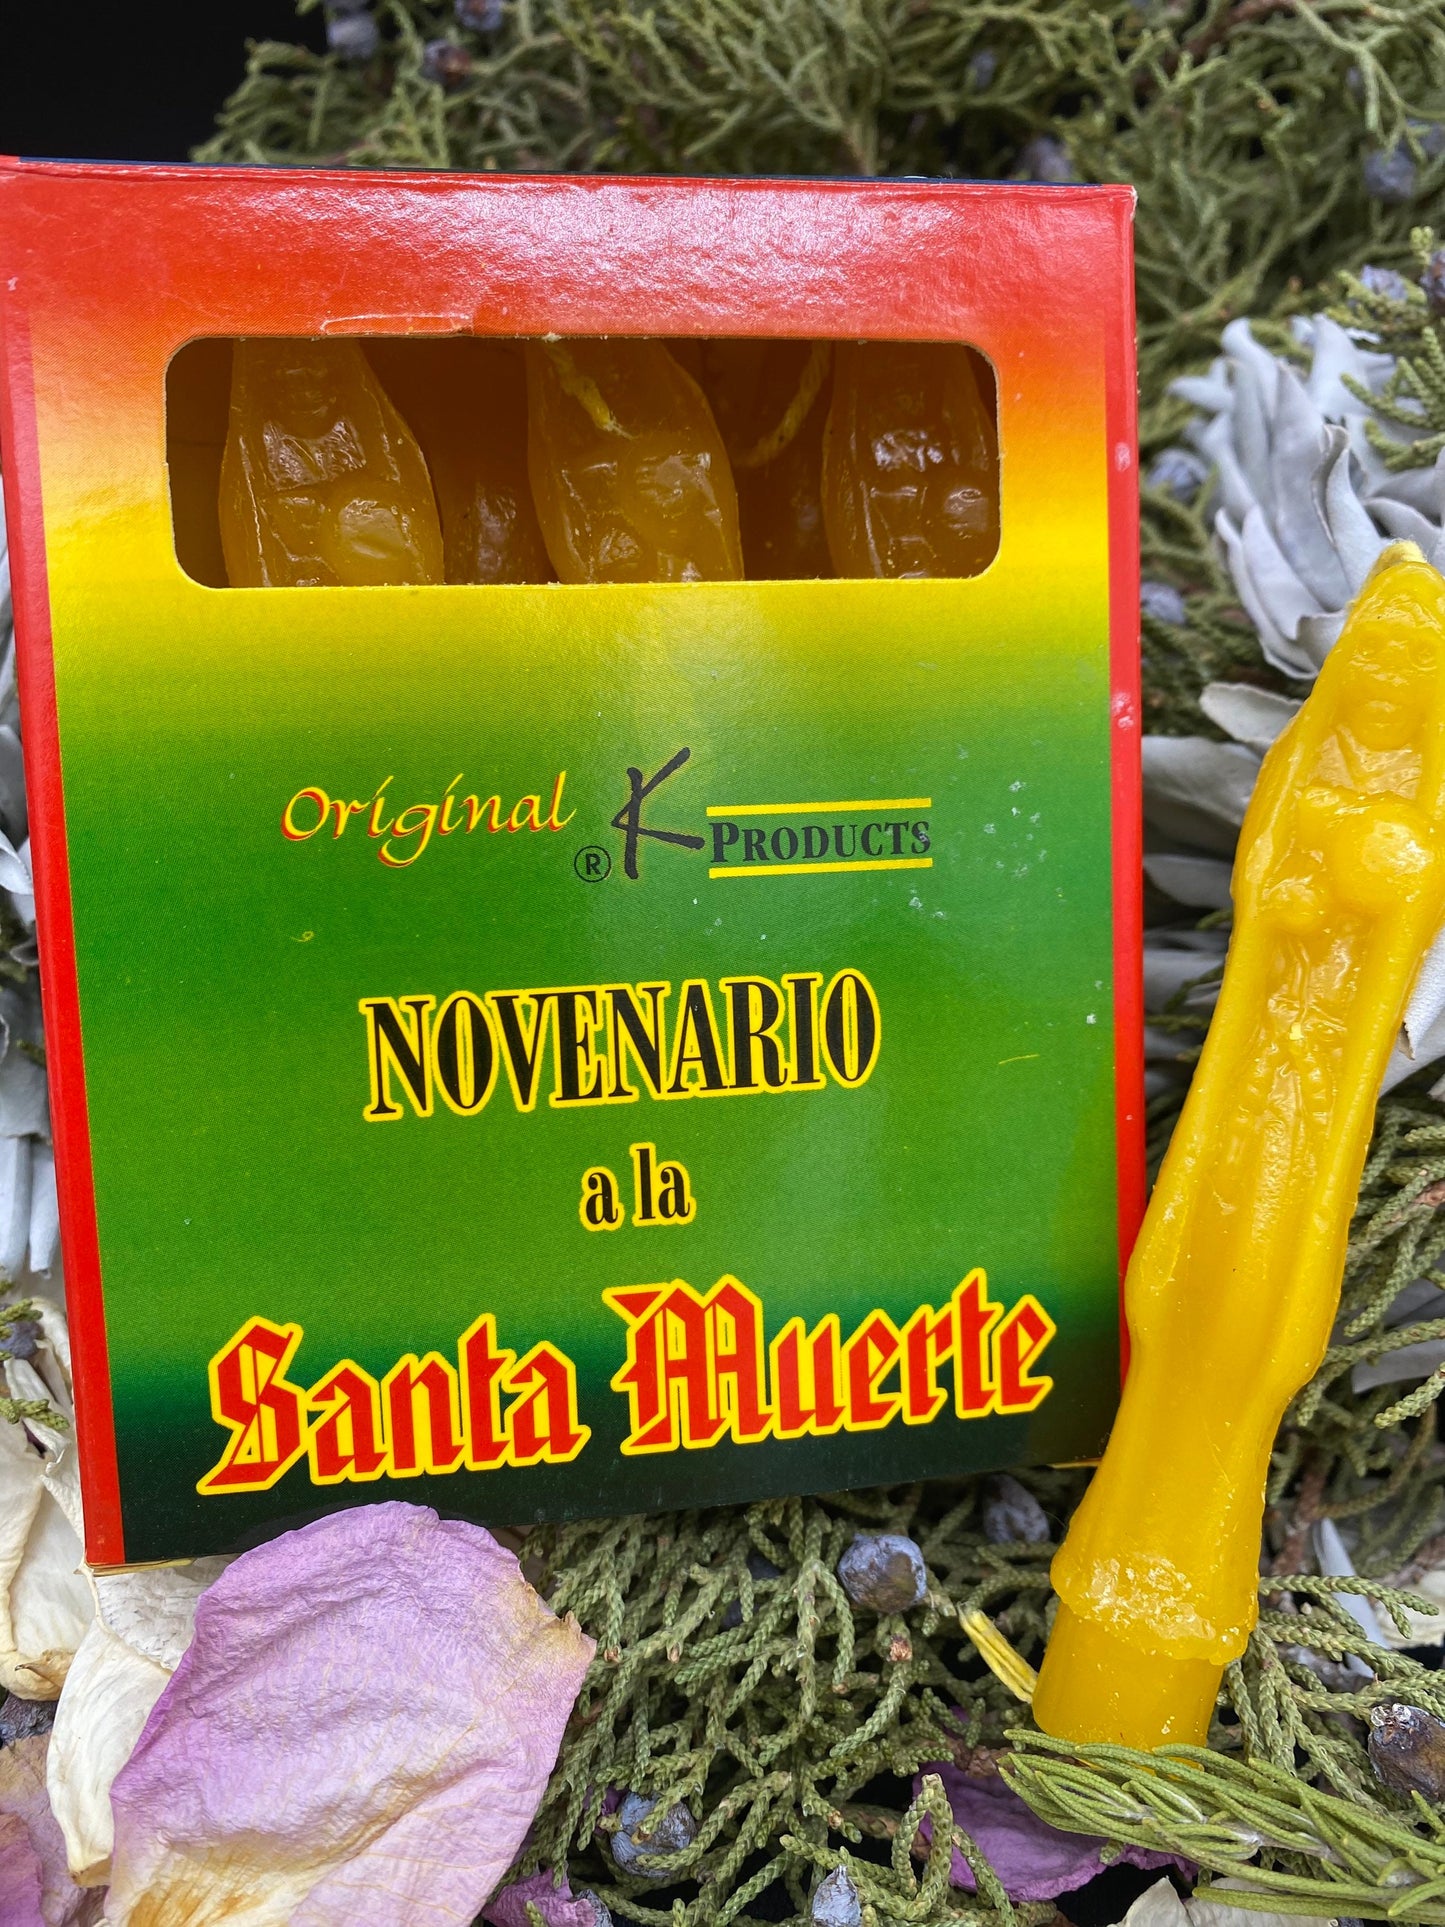 Original ® K PRODUCTS
NOVENARIO
a la
Santa Muerte